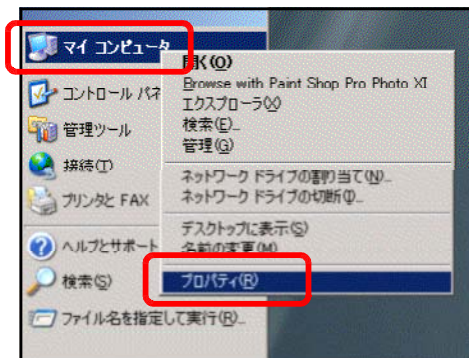 マイ コンピュータ
コントロール パネ
管理ツール
接続(T)
プリンタと FAX
ヘルプとサポート
検索(S)
ファイル名を指定して実行(R)...
開く(O)
Browse with Paint Shop Pro Photo XI
エクスプローラ(X)
検索(E)...
管理(G)
ネットワーク ドライブの割り当て(N)...
ネットワーク ドライブの切断(I)...
デスクトップに表示(S)
名前の変更(M)
プロパティ(R)